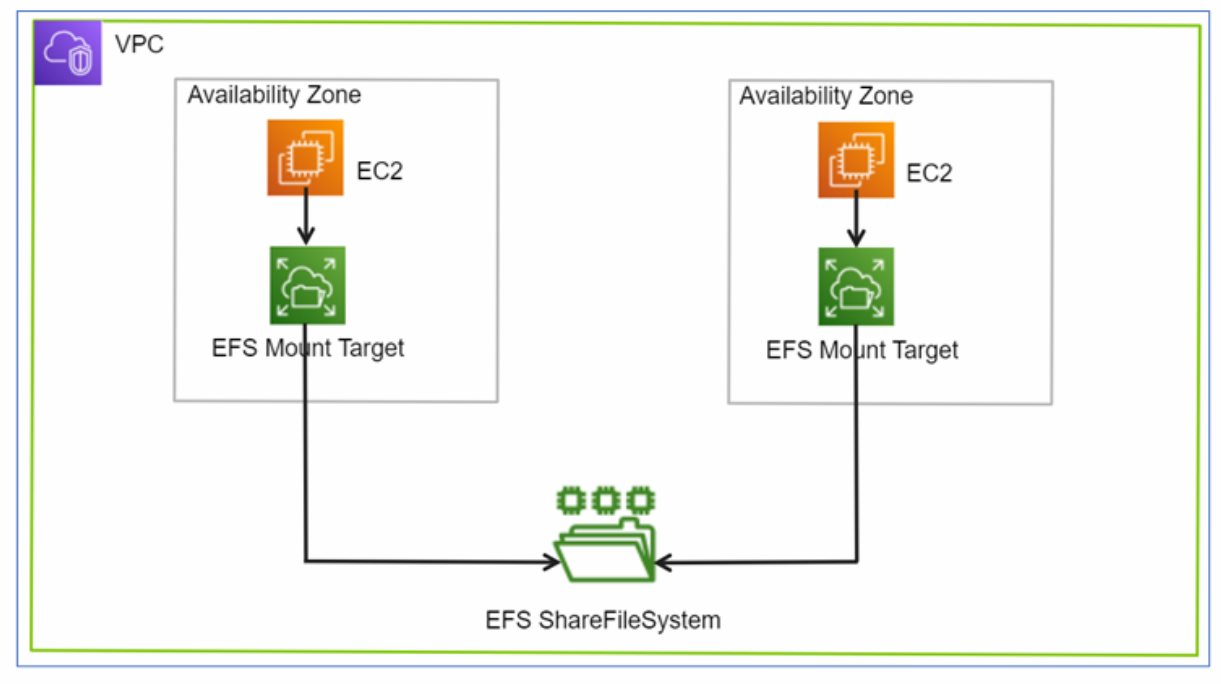 VPC
Availability Zone
EC2
EFS Mount Target
Availability Zone
EC2
EFS Mount Target
EFS ShareFileSystem